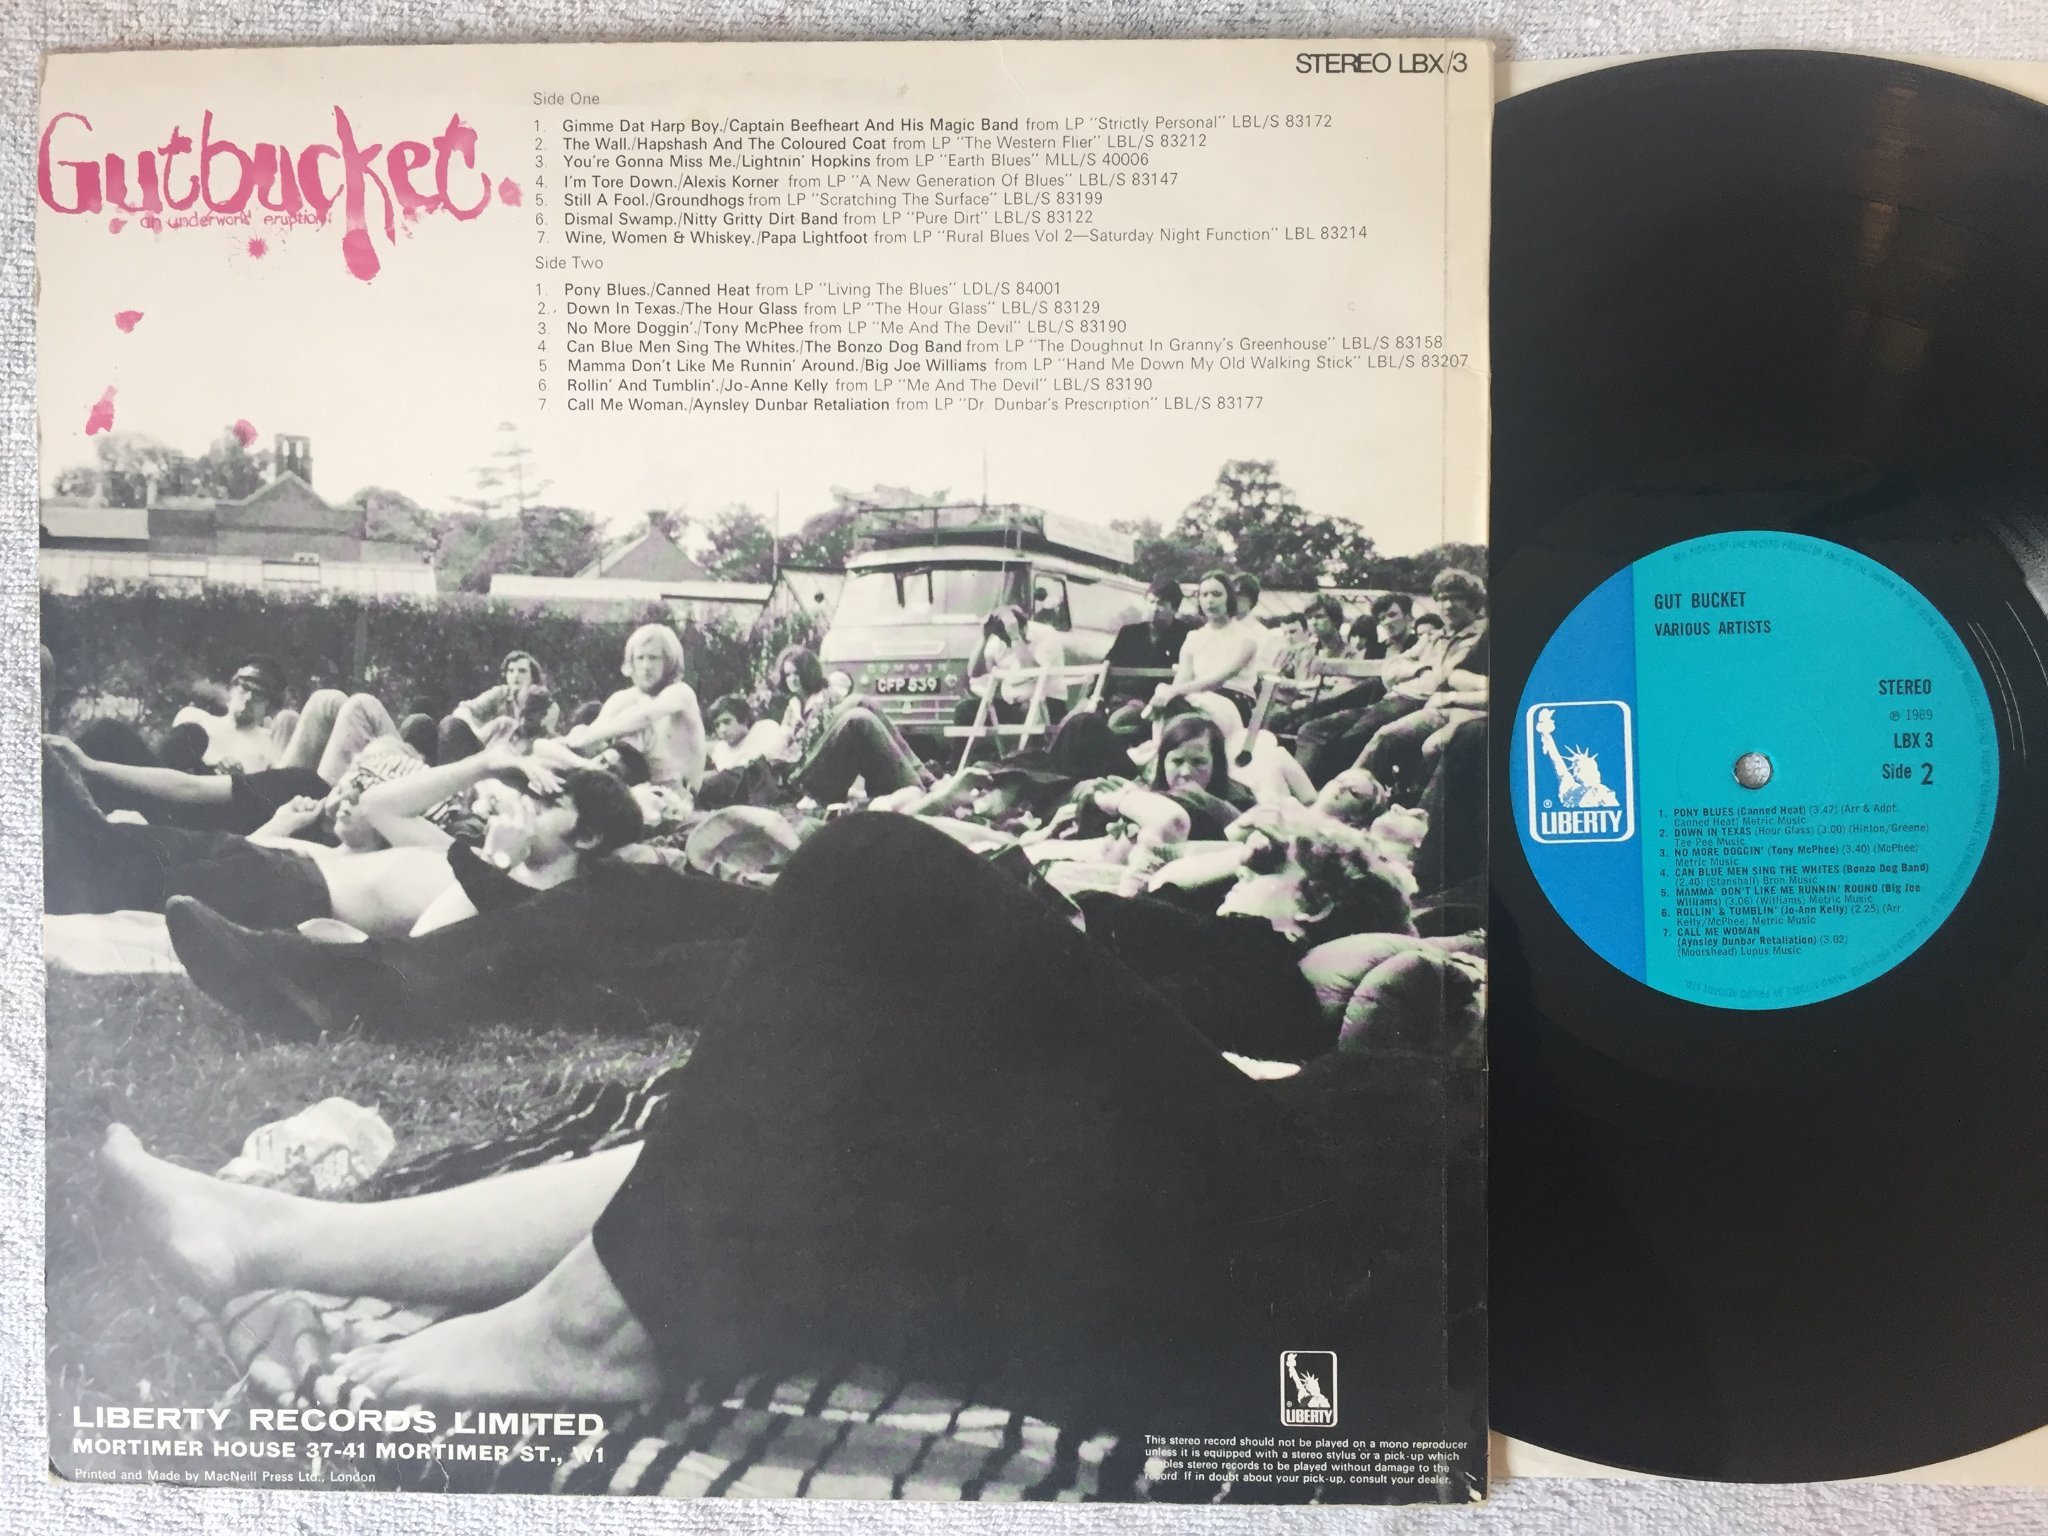 STEREO LBX/3
Gutbucket.
an underworld eruption!
Side One
1. Gimme Dat Harp Boy./Captain Beefheart And His Magic Band from LP "Strictly Personal" LBL/S 83172
2. The Wall./Hapshash And The Coloured Coat from LP "The Western Flier" LBL/S 83212
3. You're Gonna Miss Me./Lightnin' Hopkins from LP "Earth Blues" MLL/S 40006
4. I'm Tore Down./Alexis Korner from LP "A New Generation Of Blues" LBL/S 83147
5. Still A Fool./Groundhogs from LP "Scratching The Surface" LBL/S 83199
6. Dismal Swamp./Nitty Gritty Dirt Band from LP "Pure Dirt" LBL/S 83122
7. Wine, Women & Whiskey./Papa Lightfoot from LP "Rural Blues Vol 2—Saturday Night Function" LBL 83214
Side Two
1. Pony Blues./Canned Heat from LP "Living The Blues" LDL/S 84001
2. Down In Texas./The Hour Glass from LP "The Hour Glass" LBL/S 83129
3. No More Doggin'./Tony McPhee from LP "Me And The Devil" LBL/S 83190
4. Can Blue Men Sing The Whites./The Bonzo Dog Band from LP "The Doughnut In Granny's Greenhouse" LBL/S 83158
5 Mamma Don't Like Me Runnin' Around./Big Joe Williams from LP "Hand Me Down My Old Walking Stick" LBL/S 83207
6. Rollin' And Tumblin'./Jo-Anne Kelly from LP "Me And The Devil" LBL/S 83190
7. Call Me Woman./Aynsley Dunbar Retaliation from LP "Dr. Dunbar's Prescription" LBL/S 83177
COMMER
CFP 539
LIBERTY RECORDS LIMITED
MORTIMER HOUSE 37-41 MORTIMER ST., W1
Printed and Made by MacNeill Press Ltd., London
® LIBERTY
This stereo record should not be played on a mono reproducer
unless it is equipped with a stereo stylus or a pick-up which
enables stereo records to be played without damage to the
record. If in doubt about your pick-up, consult your dealer.
GUT BUCKET
VARIOUS ARTISTS
STEREO
℗ 1969
LBX 3
Side 2
® LIBERTY
1. PONY BLUES (Canned Heat) (3.47) (Arr & Adpt.
Canned Heat) Metric Music
2. DOWN IN TEXAS (Hour Glass) (3.00) (Hinton/Greene)
Tee Pee Music
3. NO MORE DOGGIN' (Tony McPhee) (3.40) (McPhee)
Metric Music
4. CAN BLUE MEN SING THE WHITES (Bonzo Dog Band)
(2.40) (Stanshall) Bron Music
5. MAMMA' DON'T LIKE ME RUNNIN' ROUND (Big Joe
Williams) (3.06) (Williams) Metric Music
6. ROLLIN' & TUMBLIN' (Jo-Ann Kelly) (2.25) (Arr.
Kelly/McPhee) Metric Music
7. CALL ME WOMAN
(Aynsley Dunbar Retaliation) (3.02)
(Moorshead) Lupus Music